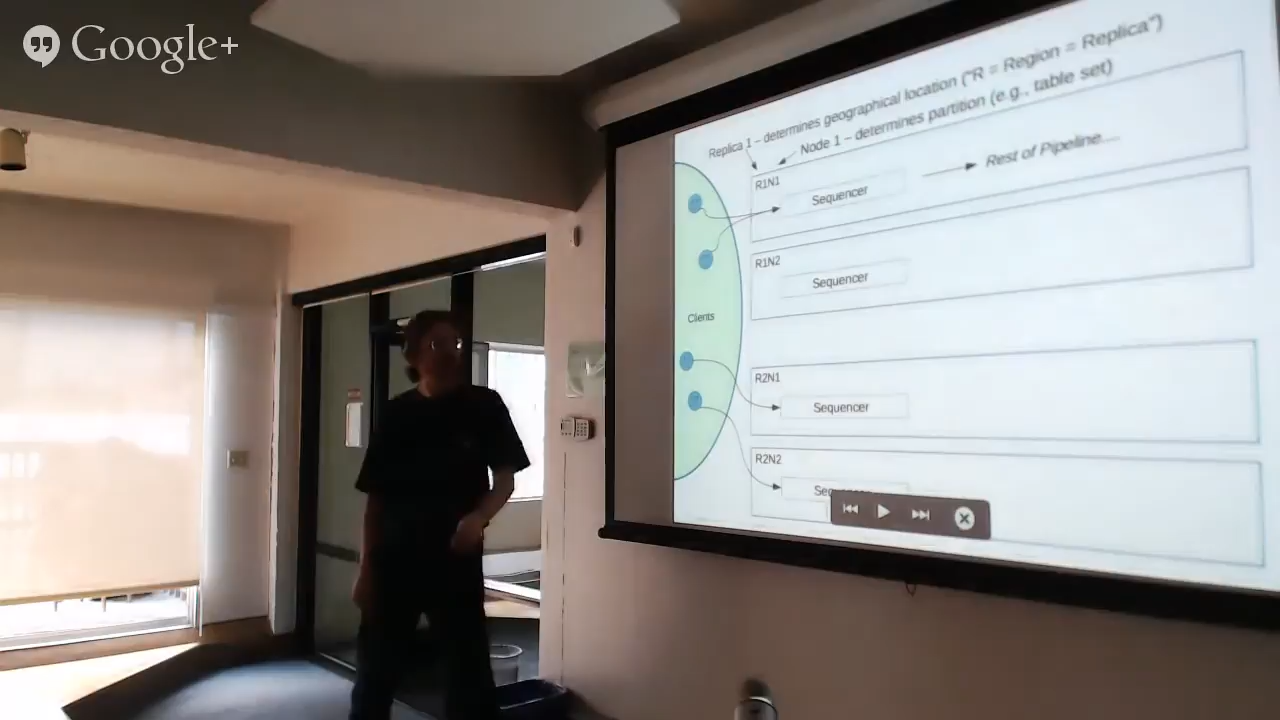 Google+
Replica 1 – determines geographical location ("R = Region = Replica")
Node 1 – determines partition (e.g., table set)
R1N1
Sequencer
Rest of Pipeline....
R1N2
Sequencer
Clients
R2N1
Sequencer
R2N2